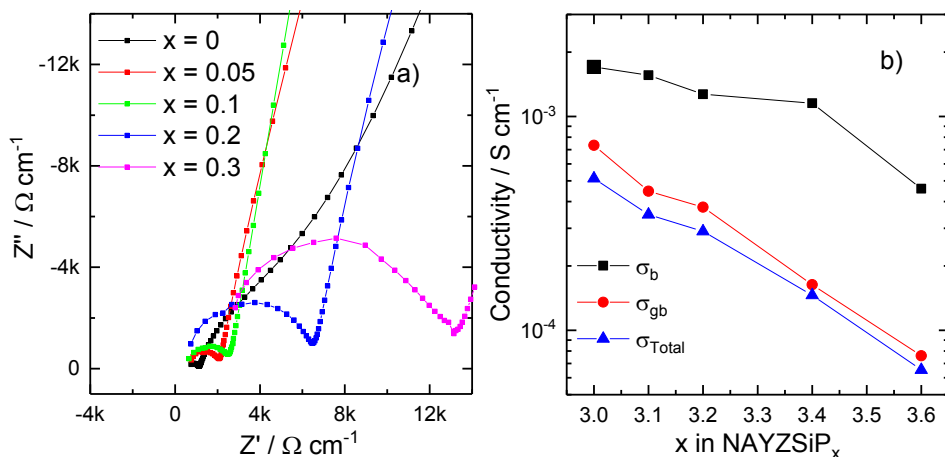 -12k
-8k
-4k
0
-4k
0
4k
8k
12k
Z'' / Ω cm⁻¹
Z' / Ω cm⁻¹
x = 0
x = 0.05
x = 0.1
x = 0.2
x = 0.3
a)
b)
10⁻³
10⁻⁴
Conductivity / S cm⁻¹
σb
σgb
σTotal
3.0
3.1
3.2
3.3
3.4
3.5
3.6
x in NAYZSiPₓ